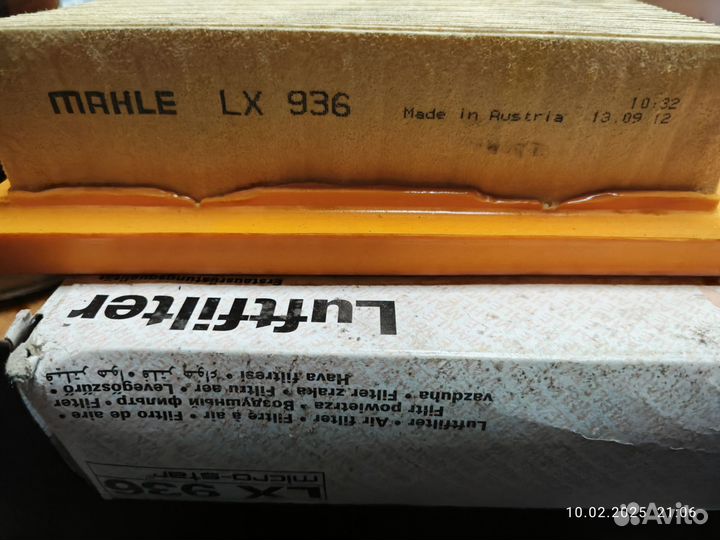 MAHLE LX 936
10:32
Made in Austria 13.09 12
LX 936
micro-star
Luftfilter • Air filter • Filtre à air • Filtro de aire •
Filtr powietrza • Воздушный фильтр • Filter
vazduha • Filter zraka • Filtru aer • Levegőszűrő •
Hava filtresi •
Luftfilter
Erstausrüstungsqualität
10.02.2025 21:06
Avito